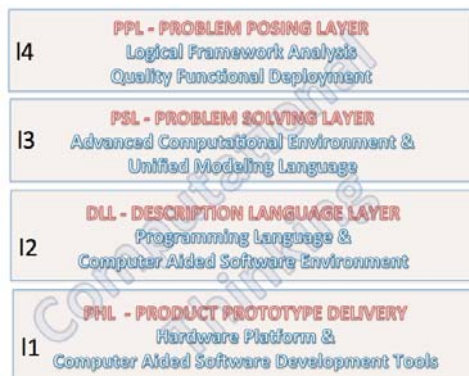 l4
PPL - PROBLEM POSING LAYER
Logical Framework Analysis
Quality Functional Deployment
l3
PSL - PROBLEM SOLVING LAYER
Advanced Computational Environment &
Unified Modeling Language
l2
DLL - DESCRIPTION LANGUAGE LAYER
Programming Language &
Computer Aided Software Environment
l1
PHL - PRODUCT PROTOTYPE DELIVERY
Hardware Platform &
Computer Aided Software Development Tools
Computational
Thinking